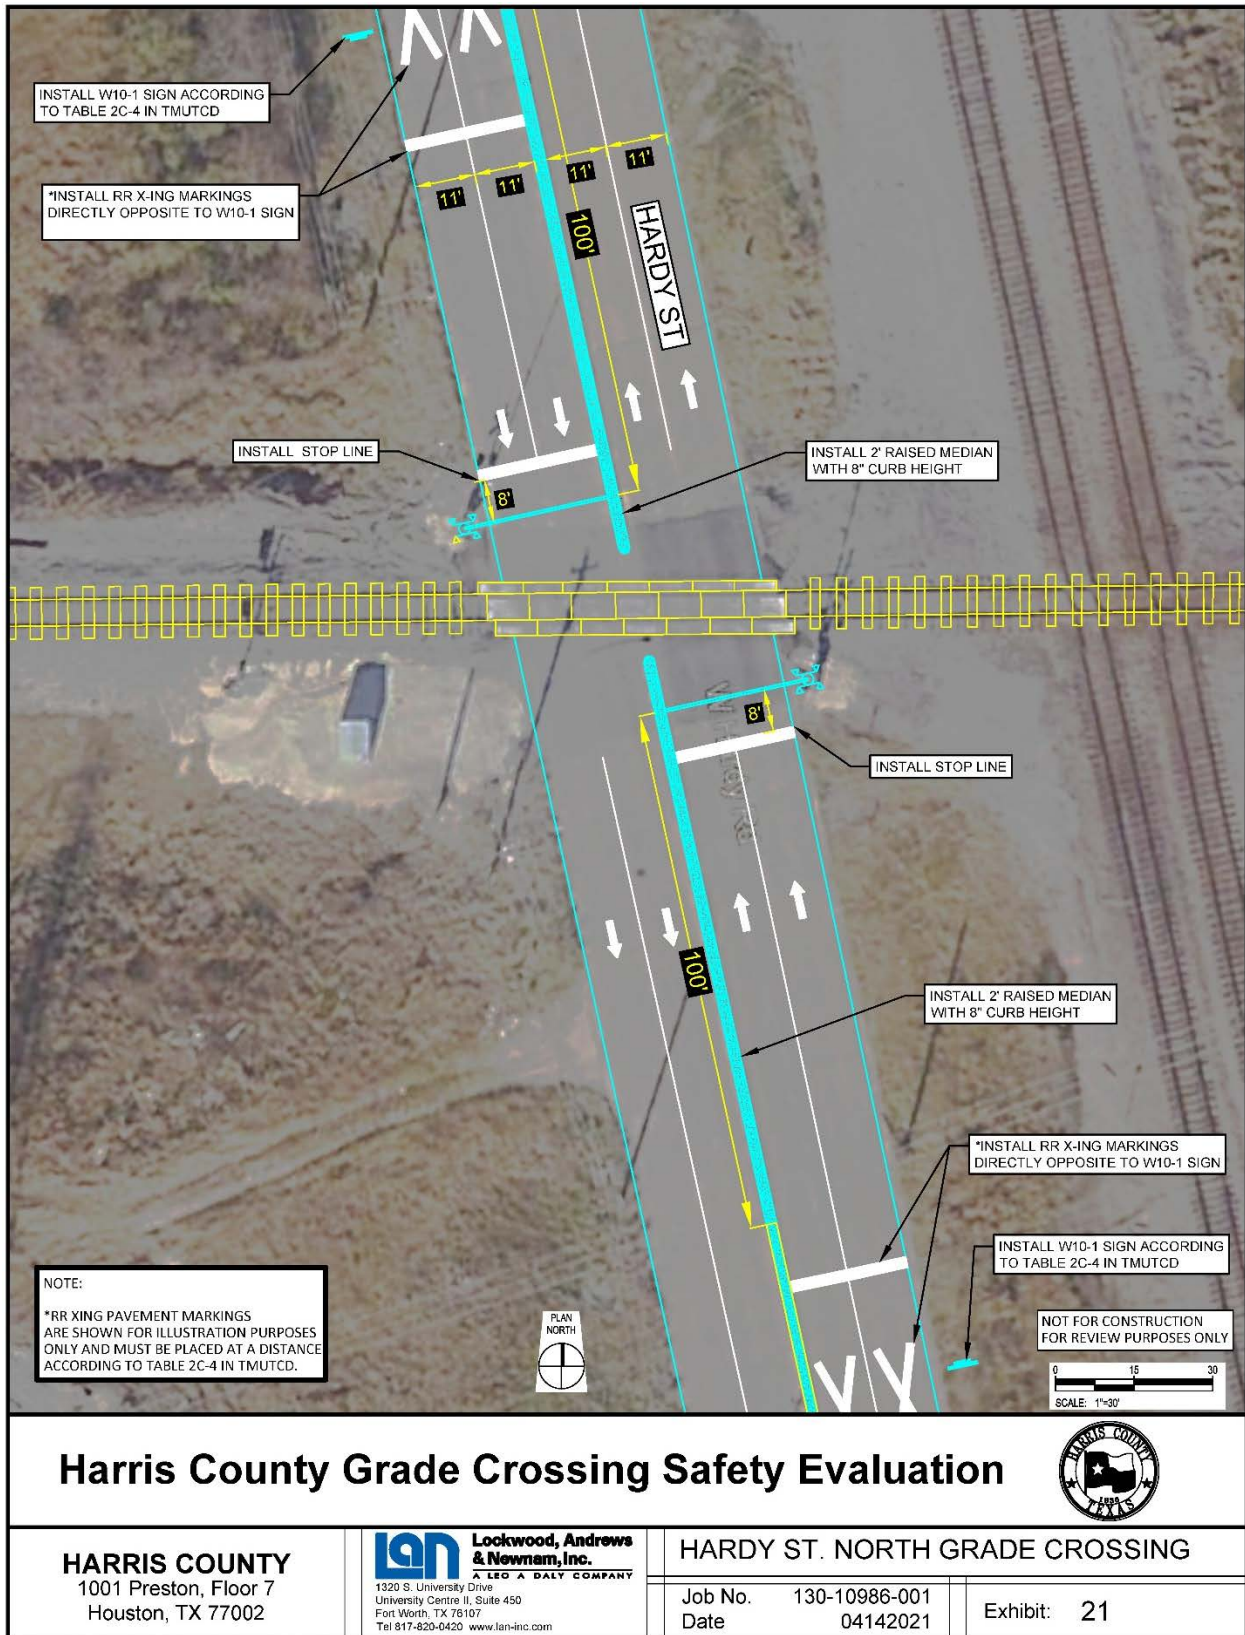 INSTALL W10-1 SIGN ACCORDING
TO TABLE 2C-4 IN TMUTCD
*INSTALL RR X-ING MARKINGS
DIRECTLY OPPOSITE TO W10-1 SIGN
11'
11'
11'
11'
100'
HARDY ST
INSTALL STOP LINE
8'
INSTALL 2' RAISED MEDIAN
WITH 8" CURB HEIGHT
8'
INSTALL STOP LINE
100'
INSTALL 2' RAISED MEDIAN
WITH 8" CURB HEIGHT
*INSTALL RR X-ING MARKINGS
DIRECTLY OPPOSITE TO W10-1 SIGN
INSTALL W10-1 SIGN ACCORDING
TO TABLE 2C-4 IN TMUTCD
NOTE:
*RR XING PAVEMENT MARKINGS
ARE SHOWN FOR ILLUSTRATION PURPOSES
ONLY AND MUST BE PLACED AT A DISTANCE
ACCORDING TO TABLE 2C-4 IN TMUTCD.
PLAN
NORTH
NOT FOR CONSTRUCTION
FOR REVIEW PURPOSES ONLY
0 15 30
SCALE: 1"=30'
Harris County Grade Crossing Safety Evaluation
HARRIS COUNTY
1836
TEXAS
HARRIS COUNTY
1001 Preston, Floor 7
Houston, TX 77002
Lan
Lockwood, Andrews
& Newnam, Inc.
A LEO A DALY COMPANY
1320 S. University Drive
University Centre II, Suite 450
Fort Worth, TX 76107
Tel 817-820-0420 www.lan-inc.com
HARDY ST. NORTH GRADE CROSSING
Job No. 130-10986-001
Date 04142021
Exhibit: 21